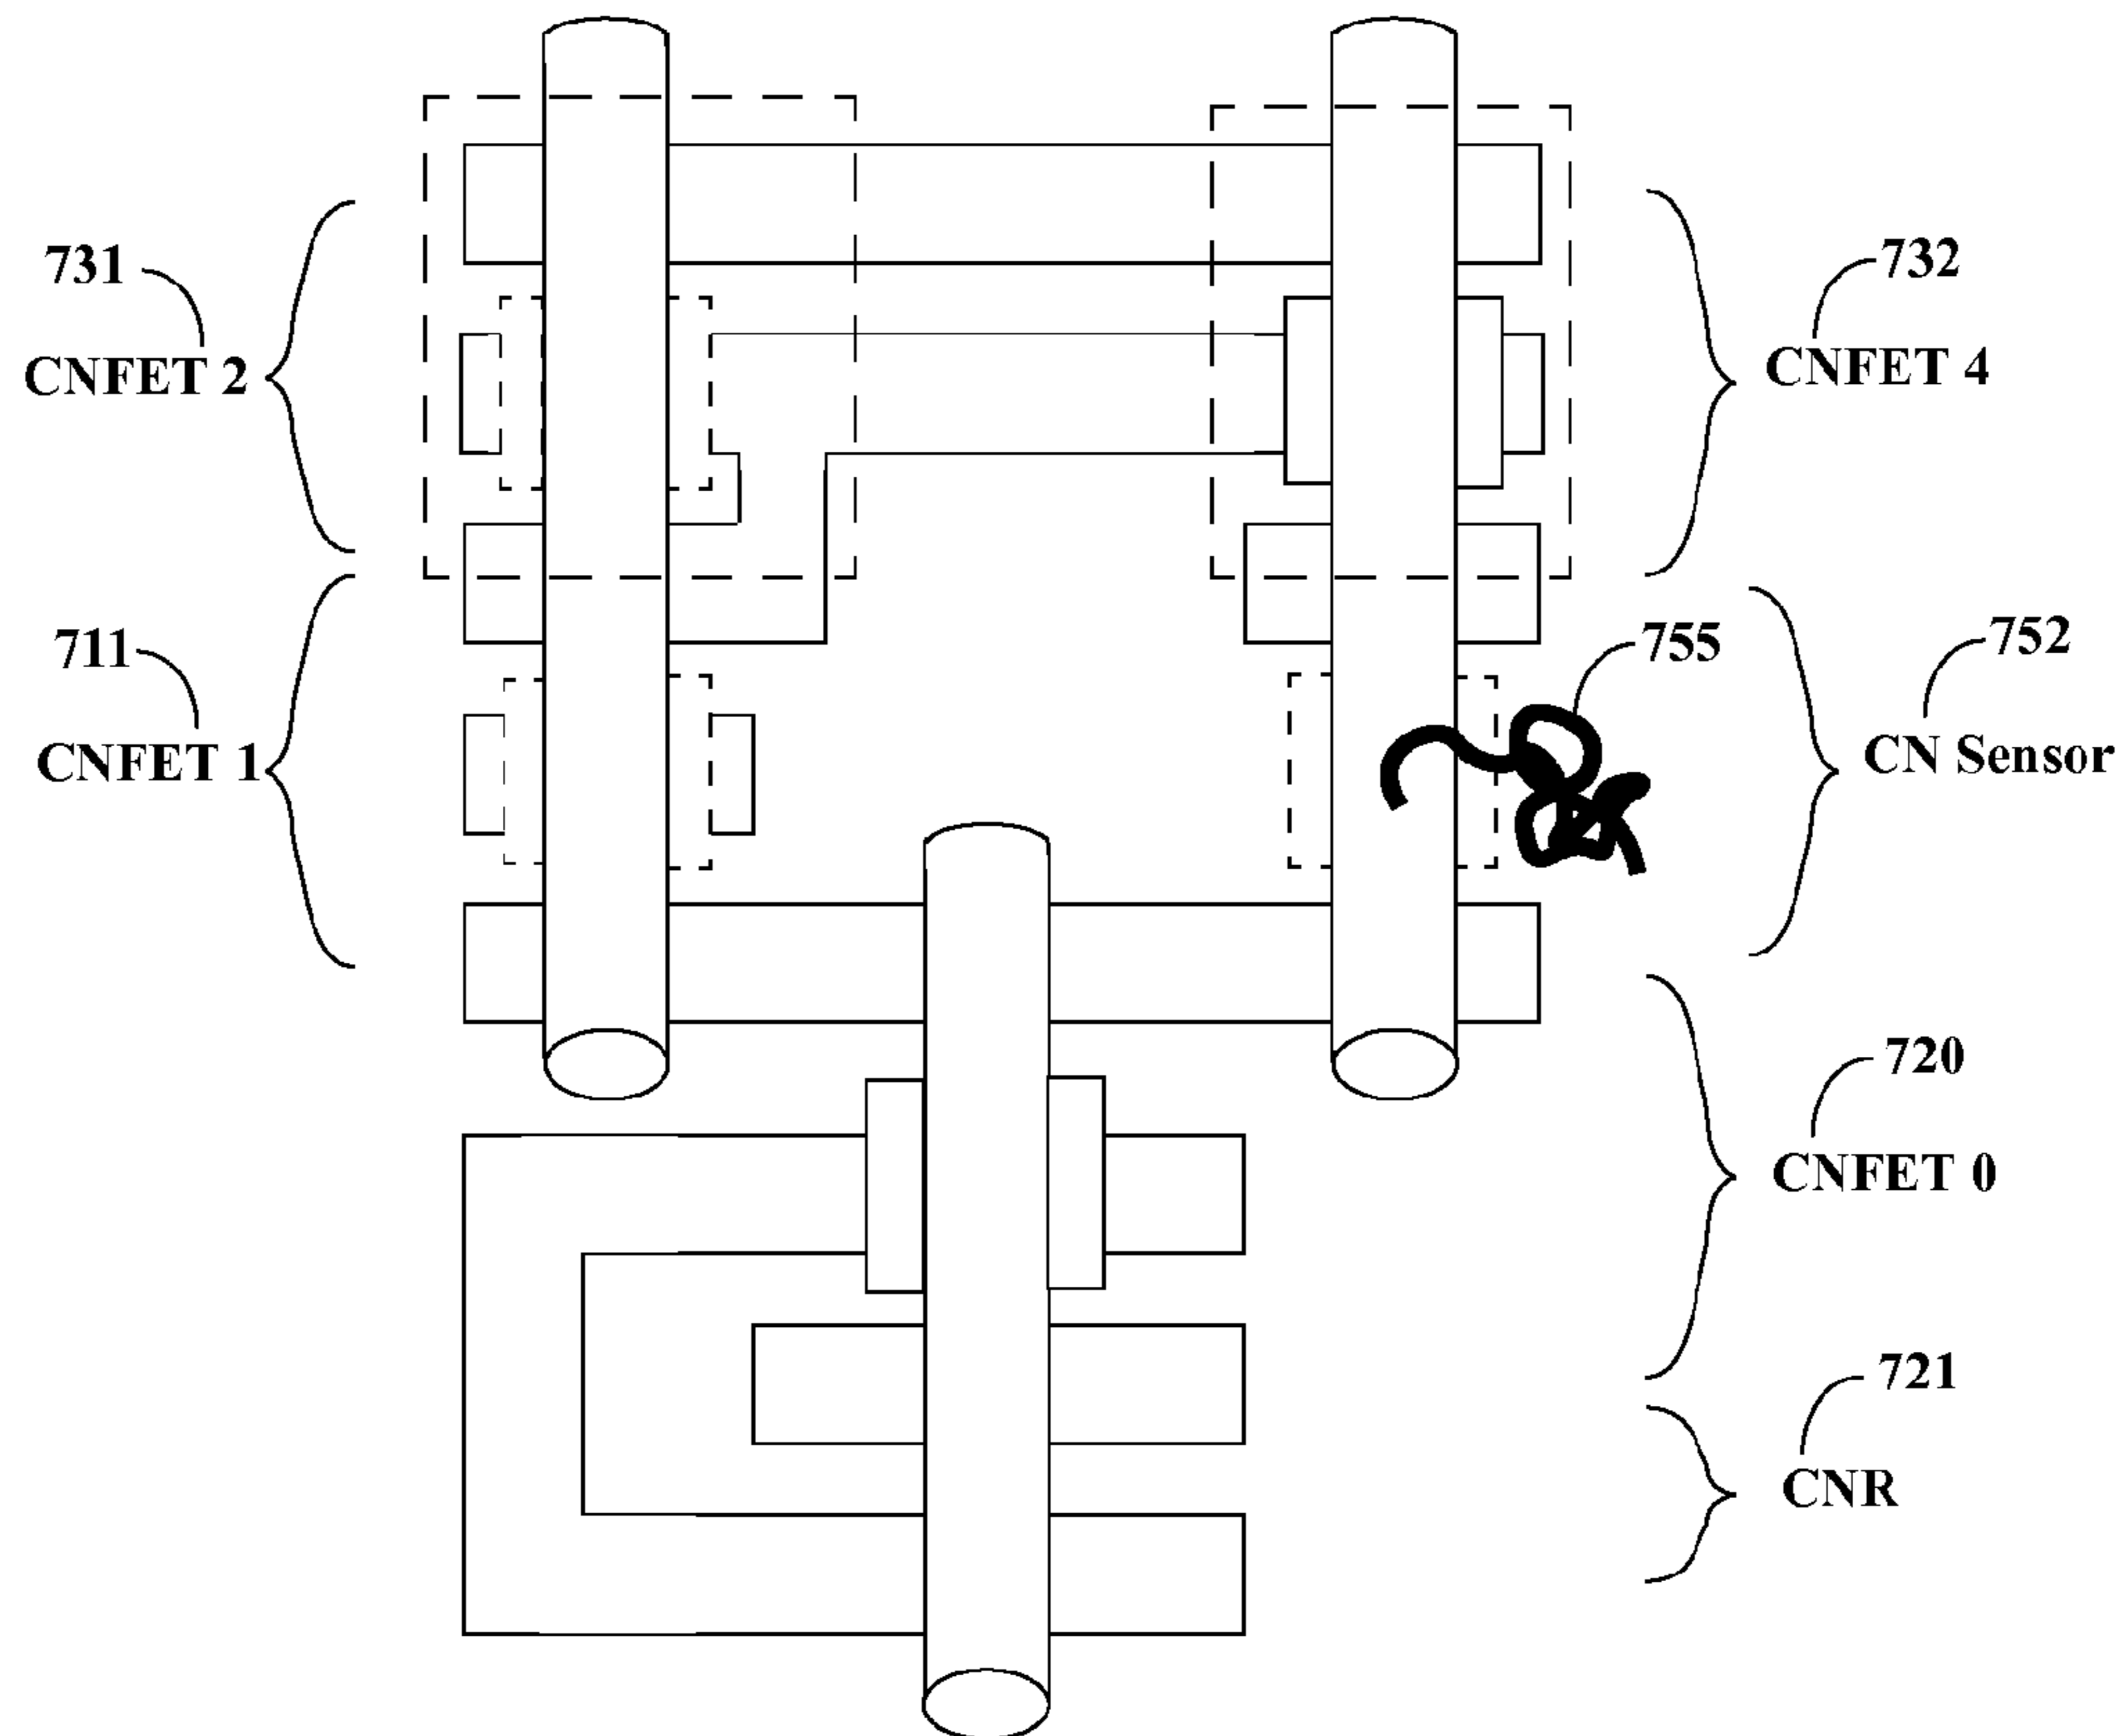 731
CNFET 2
732
CNFET 4
711
CNFET 1
755
752
CN Sensor
720
CNFET 0
721
CNR